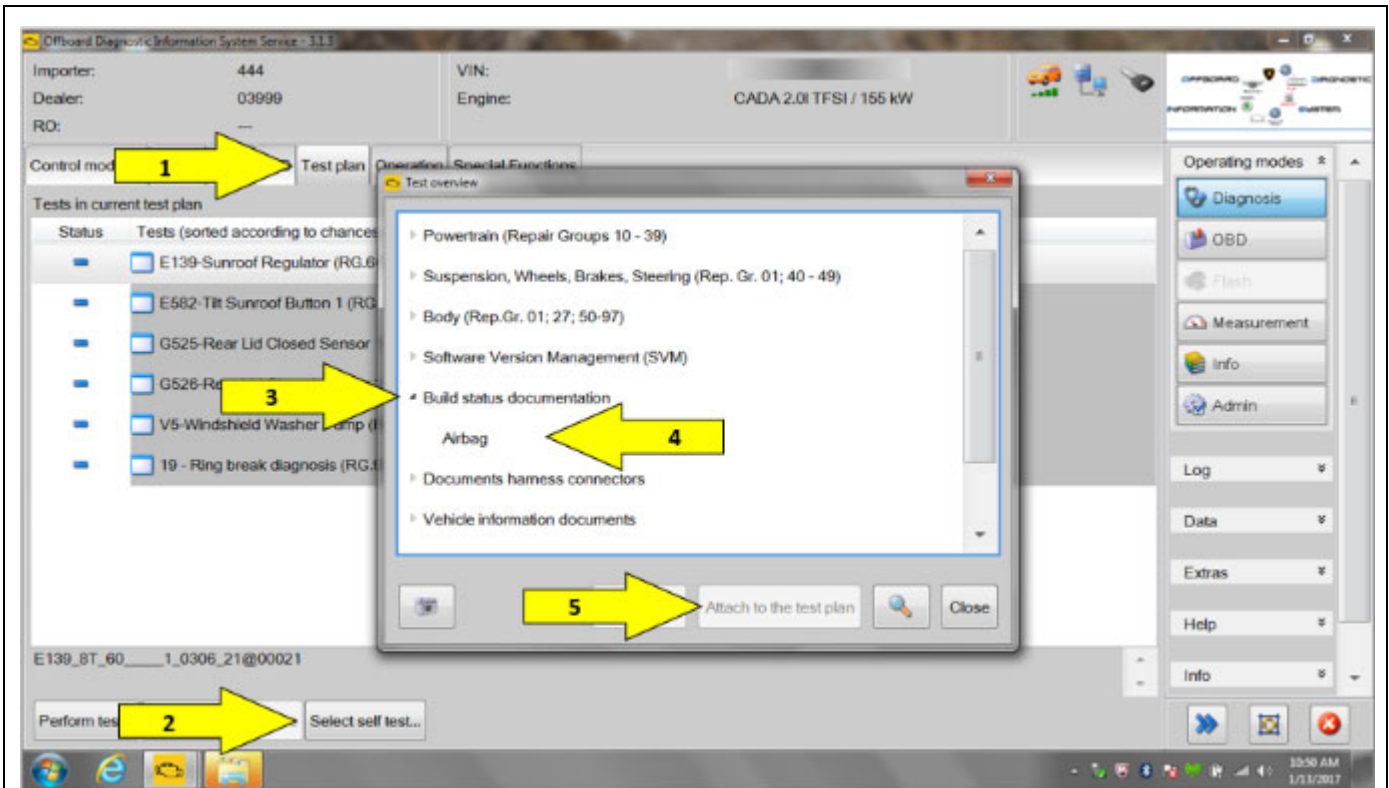 Offboard Diagnostic Information System Service - 3.1.3
Importer: 444 VIN:
Dealer: 03999 Engine: CADA 2.0l TFSI / 155 kW
RO: ---
OFFBOARD DIAGNOSTIC
INFORMATION SYSTEM
Control mod 1 Test plan Operation Special Functions
Tests in current test plan
Status Tests (sorted according to chances
E139-Sunroof Regulator (RG.6
E582-Tilt Sunroof Button 1 (RG
G525-Rear Lid Closed Sensor
G526-Re
V5-Windshield Washer Pump
19 - Ring break diagnosis (RG.
Test overview
Powertrain (Repair Groups 10 - 39)
Suspension, Wheels, Brakes, Steering (Rep. Gr. 01; 40 - 49)
Body (Rep.Gr. 01; 27; 50-97)
Software Version Management (SVM)
3 Build status documentation
Airbag 4
Documents harness connectors
Vehicle information documents
5 Attach to the test plan Close
Operating modes
Diagnosis
OBD
Flash
Measurement
Info
Admin
Log
Data
Extras
Help
Info
E139_8T_60____1_0306_21@00021
Perform tes 2 Select self test...
10:50 AM
1/13/2017